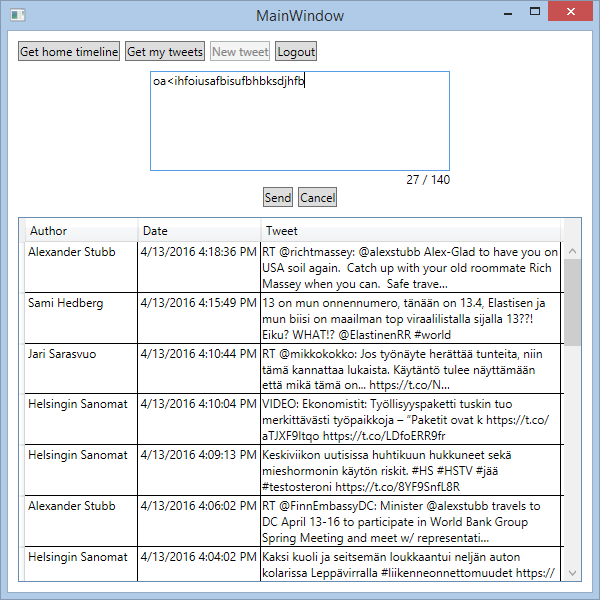 MainWindow
Get home timeline Get my tweets New tweet Logout
oa<ihfoiusafbisufbhbksdjhfb
27 / 140
Send Cancel
Author Date Tweet
Alexander Stubb 4/13/2016 4:18:36 PM RT @richtmassey: @alexstubb Alex-Glad to have you on
USA soil again.  Catch up with your old roommate Rich
Massey when you can.  Safe trave...
Sami Hedberg 4/13/2016 4:15:49 PM 13 on mun onnennumero, tänään on 13.4, Elastisen ja
mun biisi on maailman top viraalilistalla sijalla 13??!
Eiku? WHAT!? @ElastinenRR #world
Jari Sarasvuo 4/13/2016 4:10:44 PM RT @mikkokokko: Jos työnäyte herättää tunteita, niin
tämä kannattaa lukaista. Käytäntö tulee näyttämään
että mikä tämä on... https://t.co/N...
Helsingin Sanomat 4/13/2016 4:10:04 PM VIDEO: Ekonomistit: Työllisyyspaketti tuskin tuo
merkittävästi työpaikkoja – “Paketit ovat k https://t.co/
aTJXF9ltqo https://t.co/LDfoERR9fr
Helsingin Sanomat 4/13/2016 4:09:13 PM Keskiviikon uutisissa huhtikuun hukkuneet sekä
mieshormonin käytön riskit. #HS #HSTV #jää
#testosteroni https://t.co/8YF9SnfL8R
Alexander Stubb 4/13/2016 4:06:02 PM RT @FinnEmbassyDC: Minister @alexstubb travels to
DC April 13-16 to participate in World Bank Group
Spring Meeting and meet w/ representati...
Helsingin Sanomat 4/13/2016 4:04:02 PM Kaksi kuoli ja seitsemän loukkaantui neljän auton
kolarissa Leppävirralla #liikenneonnettomuudet https://